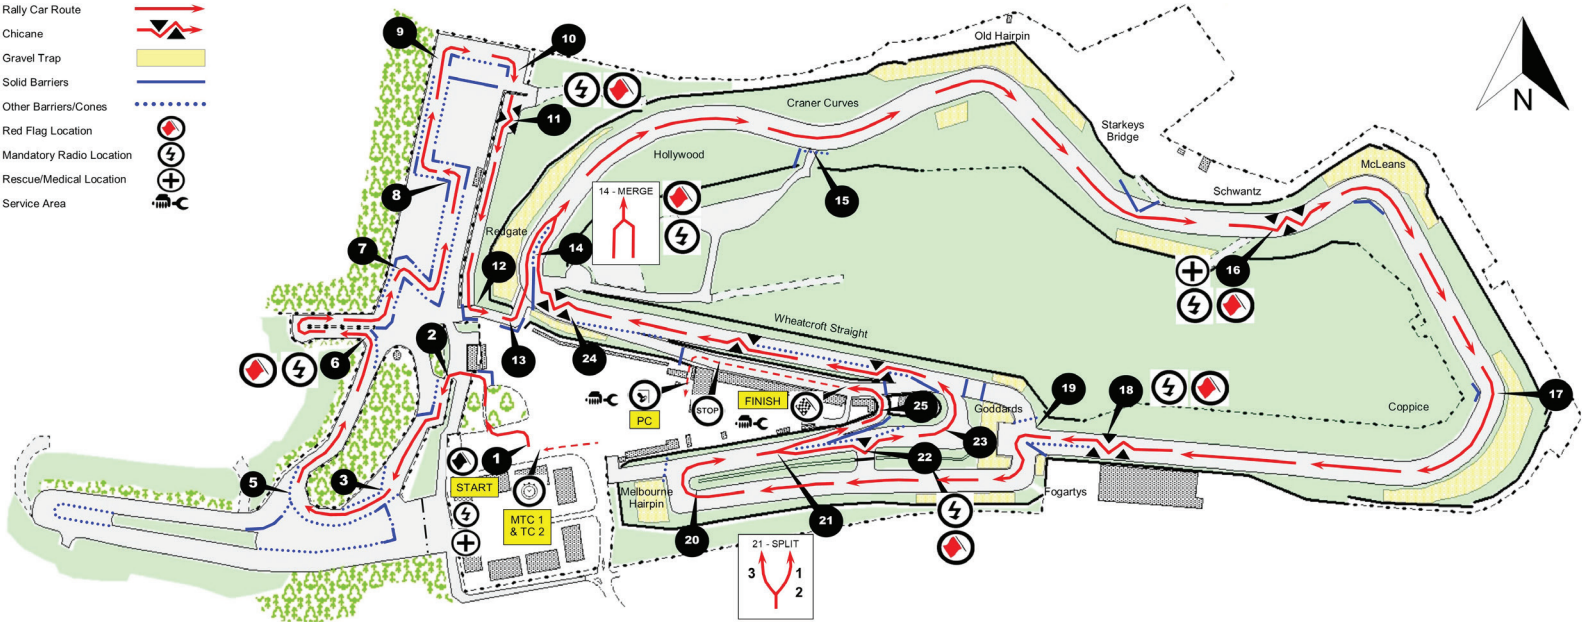 Rally Car Route
Chicane
Gravel Trap
Solid Barriers
Other Barriers/Cones
Red Flag Location
Mandatory Radio Location
Rescue/Medical Location
Service Area
9
10
11
8
7
12
13
2
6
24
5
3
1
START
MTC 1
& TC 2
Old Hairpin
Craner Curves
Hollywood
Starkeys
Bridge
McLeans
Schwantz
14 - MERGE
15
Redgate
14
16
N
Wheatcroft Straight
STOP
PC
FINISH
25
Goddards
19
18
17
Coppice
23
22
Melbourne
Hairpin
Fogartys
21
20
21 - SPLIT
3
1
2